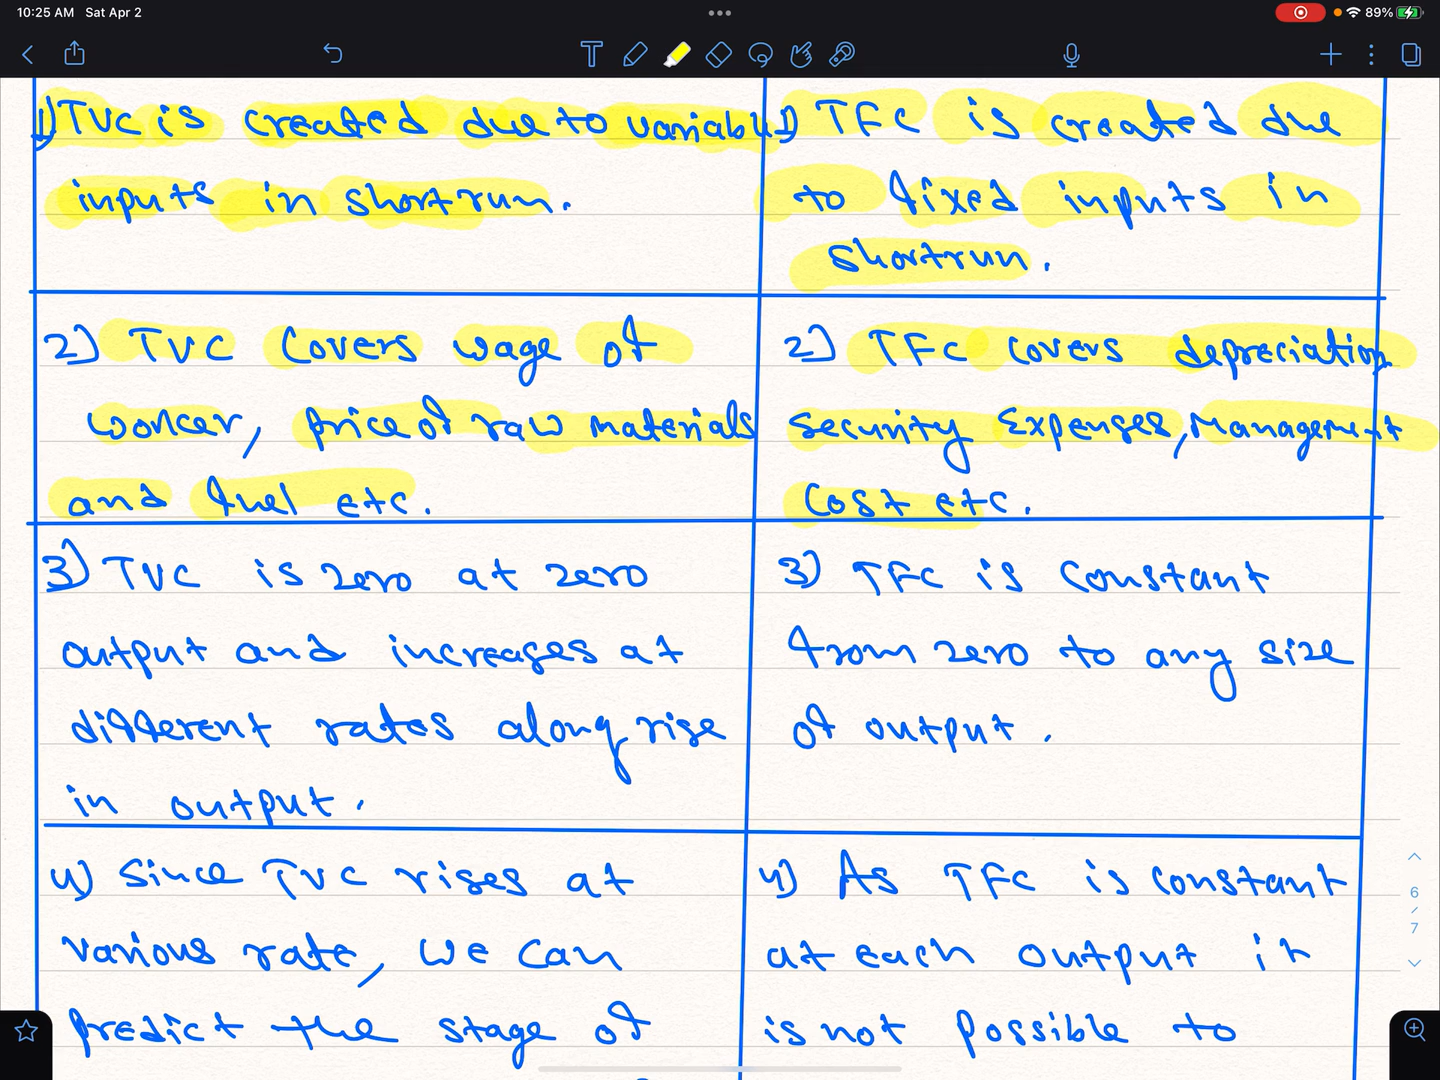 10:25 AM Sat Apr 2
89%
1) TVC is created due to variable
inputs in shortrun.
1) TFC is created due
to fixed inputs in
shortrun.
2) TVC Covers wage of
worker, price of raw materials
and fuel etc.
2) TFC covers depreciation
Security Expenses, Management
Cost etc.
3) TVC is zero at zero
output and increases at
different rates along rise
in output.
3) TFC is Constant
from zero to any size
of output.
4) Since TVC rises at
various rate, we can
predict the stage of
4) As TFC is constant
at each output it
is not possible to
6
/
7